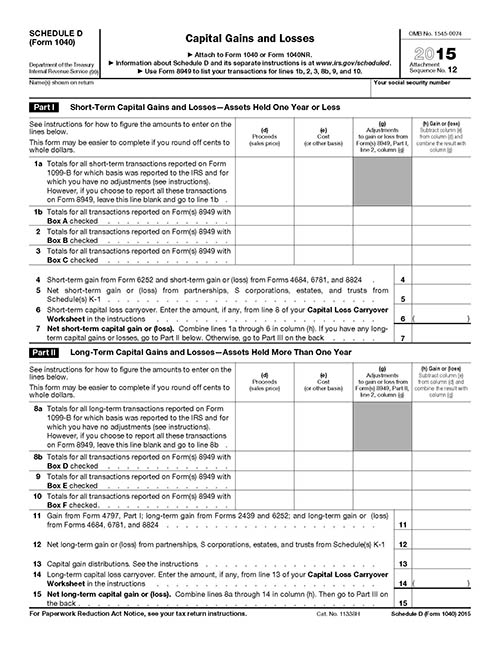 SCHEDULE D
(Form 1040)
Department of the Treasury
Internal Revenue Service (99)
Capital Gains and Losses
▶ Attach to Form 1040 or Form 1040NR.
▶ Information about Schedule D and its separate instructions is at www.irs.gov/scheduled.
▶ Use Form 8949 to list your transactions for lines 1b, 2, 3, 8b, 9, and 10.
OMB No. 1545-0074
2015
Attachment
Sequence No. 12
Name(s) shown on return
Your social security number
Part I Short-Term Capital Gains and Losses—Assets Held One Year or Less
See instructions for how to figure the amounts to enter on the
lines below.
This form may be easier to complete if you round off cents to
whole dollars.
(d)
Proceeds
(sales price)
(e)
Cost
(or other basis)
(g)
Adjustments
to gain or loss from
Form(s) 8949, Part I,
line 2, column (g)
(h) Gain or (loss)
Subtract column (e)
from column (d) and
combine the result with
column (g)
1a Totals for all short-term transactions reported on Form
1099-B for which basis was reported to the IRS and for
which you have no adjustments (see instructions).
However, if you choose to report all these transactions
on Form 8949, leave this line blank and go to line 1b .
1b Totals for all transactions reported on Form(s) 8949 with
Box A checked . . . . . . . . . . . . .
2 Totals for all transactions reported on Form(s) 8949 with
Box B checked . . . . . . . . . . . . .
3 Totals for all transactions reported on Form(s) 8949 with
Box C checked . . . . . . . . . . . . .
4 Short-term gain from Form 6252 and short-term gain or (loss) from Forms 4684, 6781, and 8824 . 4
5 Net short-term gain or (loss) from partnerships, S corporations, estates, and trusts from
Schedule(s) K-1 . . . . . . . . . . . . . . . . . . . . . . . . 5
6 Short-term capital loss carryover. Enter the amount, if any, from line 8 of your Capital Loss Carryover
Worksheet in the instructions . . . . . . . . . . . . . . . . . . . . 6 ( )
7 Net short-term capital gain or (loss). Combine lines 1a through 6 in column (h). If you have any long-
term capital gains or losses, go to Part II below. Otherwise, go to Part III on the back . . . . . 7
Part II Long-Term Capital Gains and Losses—Assets Held More Than One Year
See instructions for how to figure the amounts to enter on the
lines below.
This form may be easier to complete if you round off cents to
whole dollars.
(d)
Proceeds
(sales price)
(e)
Cost
(or other basis)
(g)
Adjustments
to gain or loss from
Form(s) 8949, Part II,
line 2, column (g)
(h) Gain or (loss)
Subtract column (e)
from column (d) and
combine the result with
column (g)
8a Totals for all long-term transactions reported on Form
1099-B for which basis was reported to the IRS and for
which you have no adjustments (see instructions).
However, if you choose to report all these transactions
on Form 8949, leave this line blank and go to line 8b .
8b Totals for all transactions reported on Form(s) 8949 with
Box D checked . . . . . . . . . . . . .
9 Totals for all transactions reported on Form(s) 8949 with
Box E checked . . . . . . . . . . . . .
10 Totals for all transactions reported on Form(s) 8949 with
Box F checked. . . . . . . . . . . . . .
11 Gain from Form 4797, Part I; long-term gain from Forms 2439 and 6252; and long-term gain or (loss)
from Forms 4684, 6781, and 8824 . . . . . . . . . . . . . . . . . . 11
12 Net long-term gain or (loss) from partnerships, S corporations, estates, and trusts from Schedule(s) K-1 12
13 Capital gain distributions. See the instructions . . . . . . . . . . . . . . . 13
14 Long-term capital loss carryover. Enter the amount, if any, from line 13 of your Capital Loss Carryover
Worksheet in the instructions . . . . . . . . . . . . . . . . . . . . 14 ( )
15 Net long-term capital gain or (loss). Combine lines 8a through 14 in column (h). Then go to Part III on
the back . . . . . . . . . . . . . . . . . . . . . . . . . . 15
For Paperwork Reduction Act Notice, see your tax return instructions.
Cat. No. 11338H
Schedule D (Form 1040) 2015